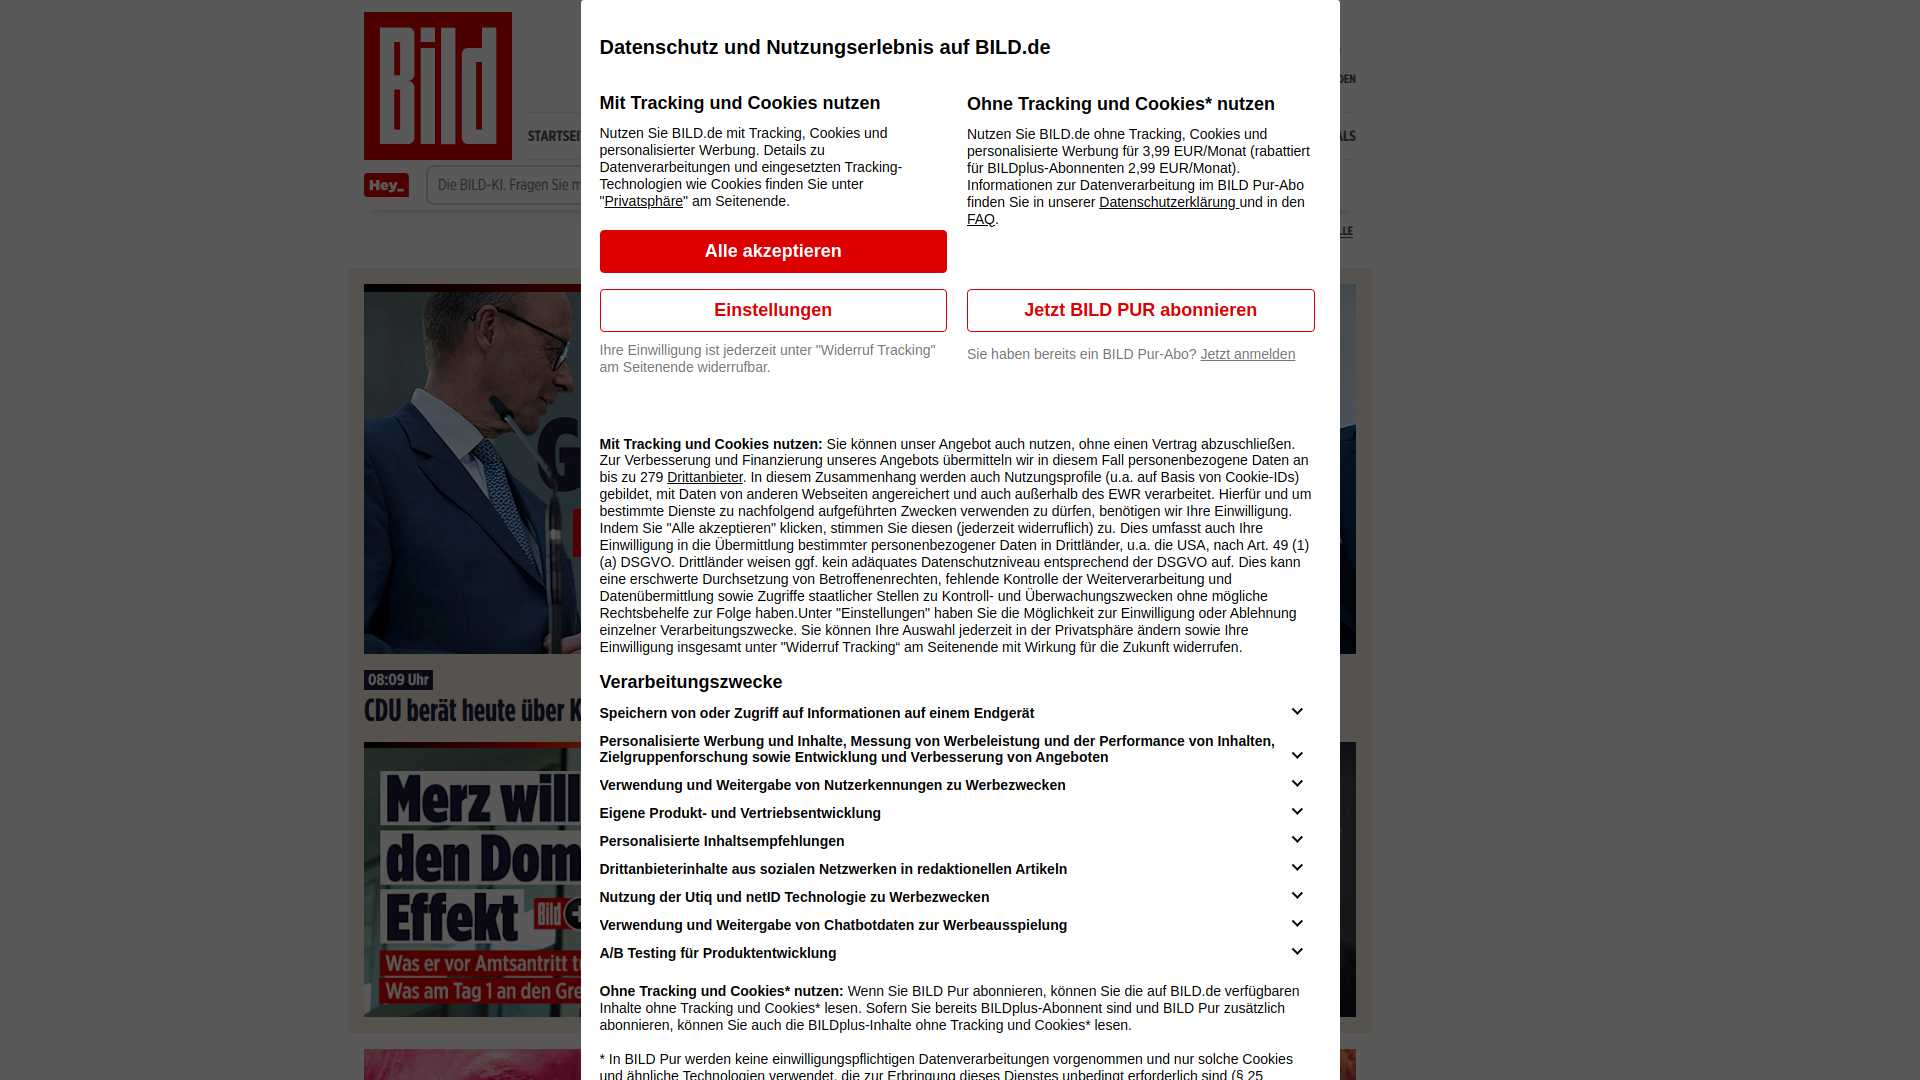 Bild
DEN
STARTSEI
ALS
Hey_
Die BILD-KI. Fragen Sie m
LLE
08:09 Uhr
CDU berät heute über K
Merz will
den Dom
Effekt
Bild
Was er vor Amtsantritt t
Was am Tag 1 an den Gre
Datenschutz und Nutzungserlebnis auf BILD.de
Mit Tracking und Cookies nutzen
Nutzen Sie BILD.de mit Tracking, Cookies und
personalisierter Werbung. Details zu
Datenverarbeitungen und eingesetzten Tracking-
Technologien wie Cookies finden Sie unter
"Privatsphäre" am Seitenende.
Alle akzeptieren
Einstellungen
Ihre Einwilligung ist jederzeit unter "Widerruf Tracking"
am Seitenende widerrufbar.
Ohne Tracking und Cookies* nutzen
Nutzen Sie BILD.de ohne Tracking, Cookies und
personalisierte Werbung für 3,99 EUR/Monat (rabattiert
für BILDplus-Abonnenten 2,99 EUR/Monat).
Informationen zur Datenverarbeitung im BILD Pur-Abo
finden Sie in unserer Datenschutzerklärung und in den
FAQ.
Jetzt BILD PUR abonnieren
Sie haben bereits ein BILD Pur-Abo? Jetzt anmelden
Mit Tracking und Cookies nutzen: Sie können unser Angebot auch nutzen, ohne einen Vertrag abzuschließen.
Zur Verbesserung und Finanzierung unseres Angebots übermitteln wir in diesem Fall personenbezogene Daten an
bis zu 279 Drittanbieter. In diesem Zusammenhang werden auch Nutzungsprofile (u.a. auf Basis von Cookie-IDs)
gebildet, mit Daten von anderen Webseiten angereichert und auch außerhalb des EWR verarbeitet. Hierfür und um
bestimmte Dienste zu nachfolgend aufgeführten Zwecken verwenden zu dürfen, benötigen wir Ihre Einwilligung.
Indem Sie "Alle akzeptieren" klicken, stimmen Sie diesen (jederzeit widerruflich) zu. Dies umfasst auch Ihre
Einwilligung in die Übermittlung bestimmter personenbezogener Daten in Drittländer, u.a. die USA, nach Art. 49 (1)
(a) DSGVO. Drittländer weisen ggf. kein adäquates Datenschutzniveau entsprechend der DSGVO auf. Dies kann
eine erschwerte Durchsetzung von Betroffenenrechten, fehlende Kontrolle der Weiterverarbeitung und
Datenübermittlung sowie Zugriffe staatlicher Stellen zu Kontroll- und Überwachungszwecken ohne mögliche
Rechtsbehelfe zur Folge haben.Unter "Einstellungen" haben Sie die Möglichkeit zur Einwilligung oder Ablehnung
einzelner Verarbeitungszwecke. Sie können Ihre Auswahl jederzeit in der Privatsphäre ändern sowie Ihre
Einwilligung insgesamt unter "Widerruf Tracking“ am Seitenende mit Wirkung für die Zukunft widerrufen.
Verarbeitungszwecke
Speichern von oder Zugriff auf Informationen auf einem Endgerät
Personalisierte Werbung und Inhalte, Messung von Werbeleistung und der Performance von Inhalten,
Zielgruppenforschung sowie Entwicklung und Verbesserung von Angeboten
Verwendung und Weitergabe von Nutzerkennungen zu Werbezwecken
Eigene Produkt- und Vertriebsentwicklung
Personalisierte Inhaltsempfehlungen
Drittanbieterinhalte aus sozialen Netzwerken in redaktionellen Artikeln
Nutzung der Utiq und netID Technologie zu Werbezwecken
Verwendung und Weitergabe von Chatbotdaten zur Werbeausspielung
A/B Testing für Produktentwicklung
Ohne Tracking und Cookies* nutzen: Wenn Sie BILD Pur abonnieren, können Sie die auf BILD.de verfügbaren
Inhalte ohne Tracking und Cookies* lesen. Sofern Sie bereits BILDplus-Abonnent sind und BILD Pur zusätzlich
abonnieren, können Sie auch die BILDplus-Inhalte ohne Tracking und Cookies* lesen.
* In BILD Pur werden keine einwilligungspflichtigen Datenverarbeitungen vorgenommen und nur solche Cookies
und ähnliche Technologien verwendet, die zur Erbringung dieses Dienstes unbedingt erforderlich sind (§ 25